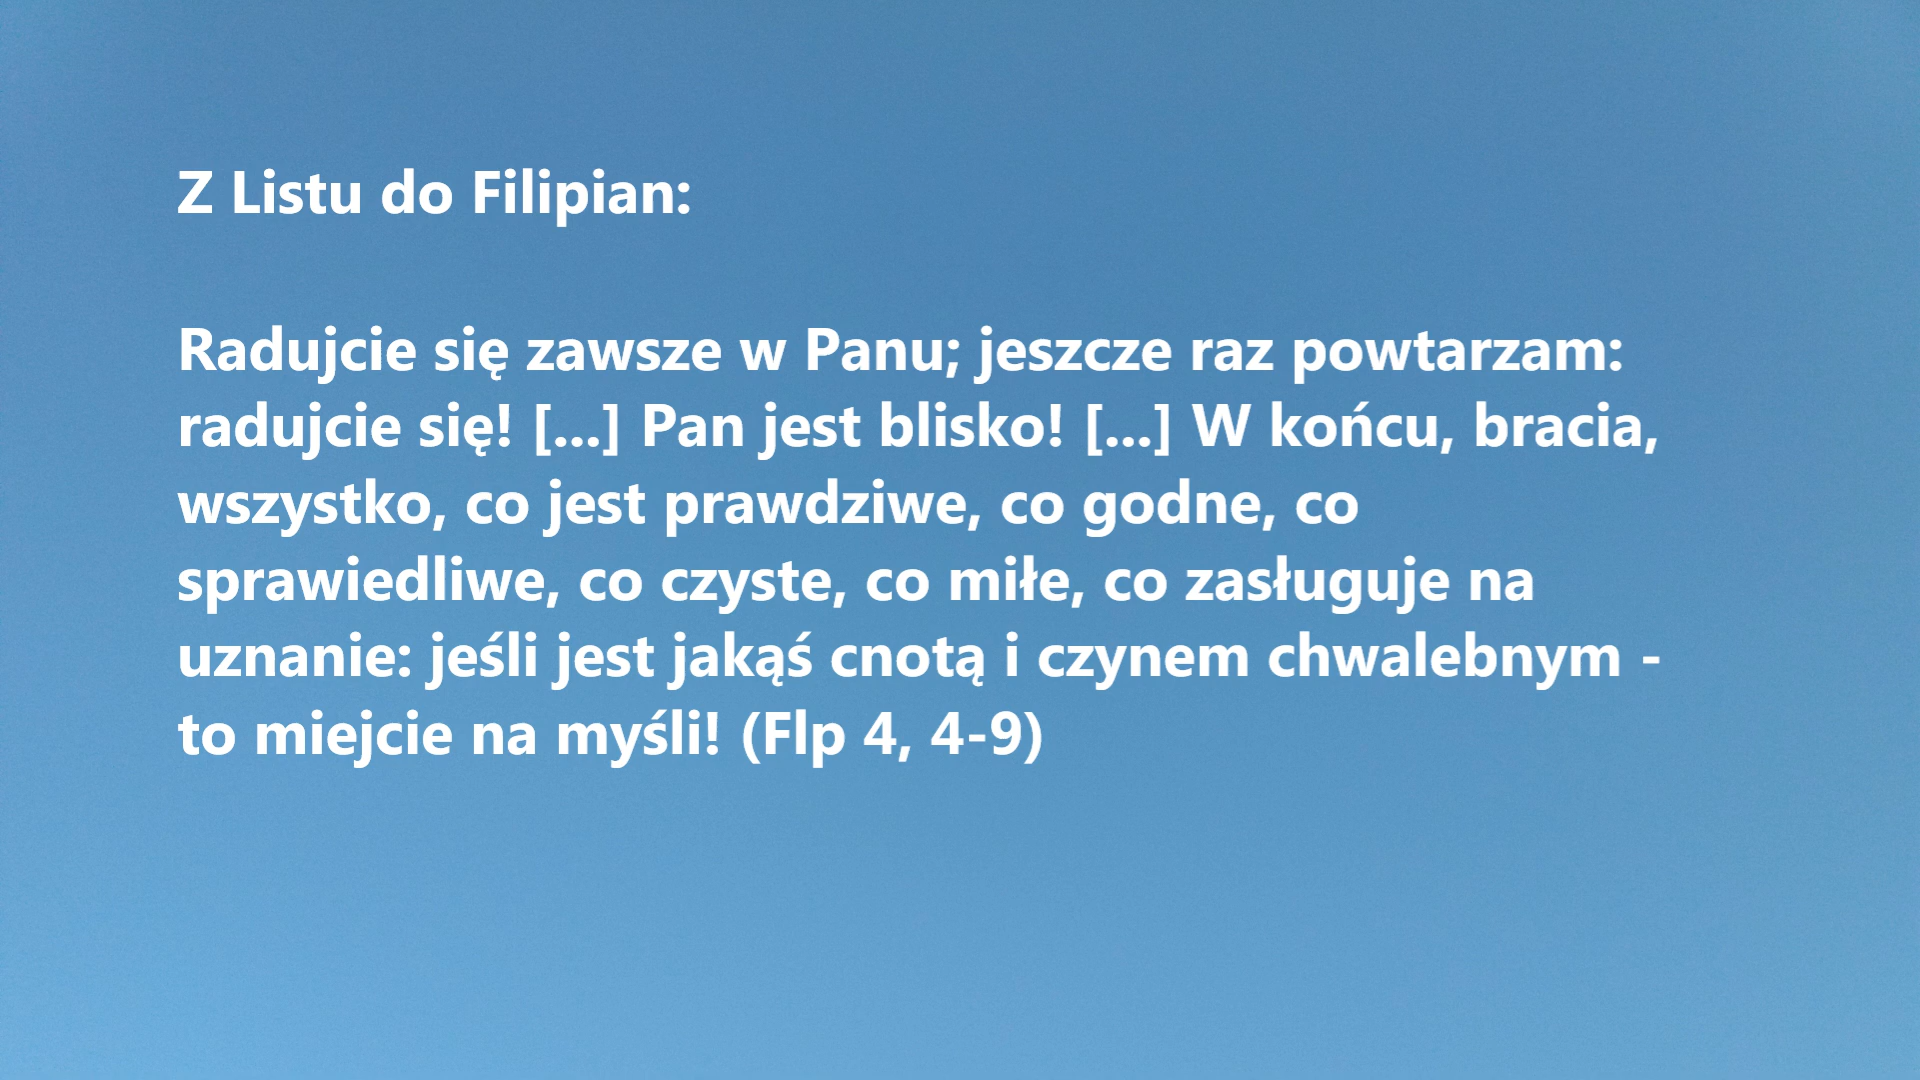 Z Listu do Filipian:
Radujcie się zawsze w Panu; jeszcze raz powtarzam:
radujcie się! [...] Pan jest blisko! [...] W końcu, bracia,
wszystko, co jest prawdziwe, co godne, co
sprawiedliwe, co czyste, co miłe, co zasługuje na
uznanie: jeśli jest jakąś cnotą i czynem chwalebnym -
to miejcie na myśli! (Flp 4, 4-9)